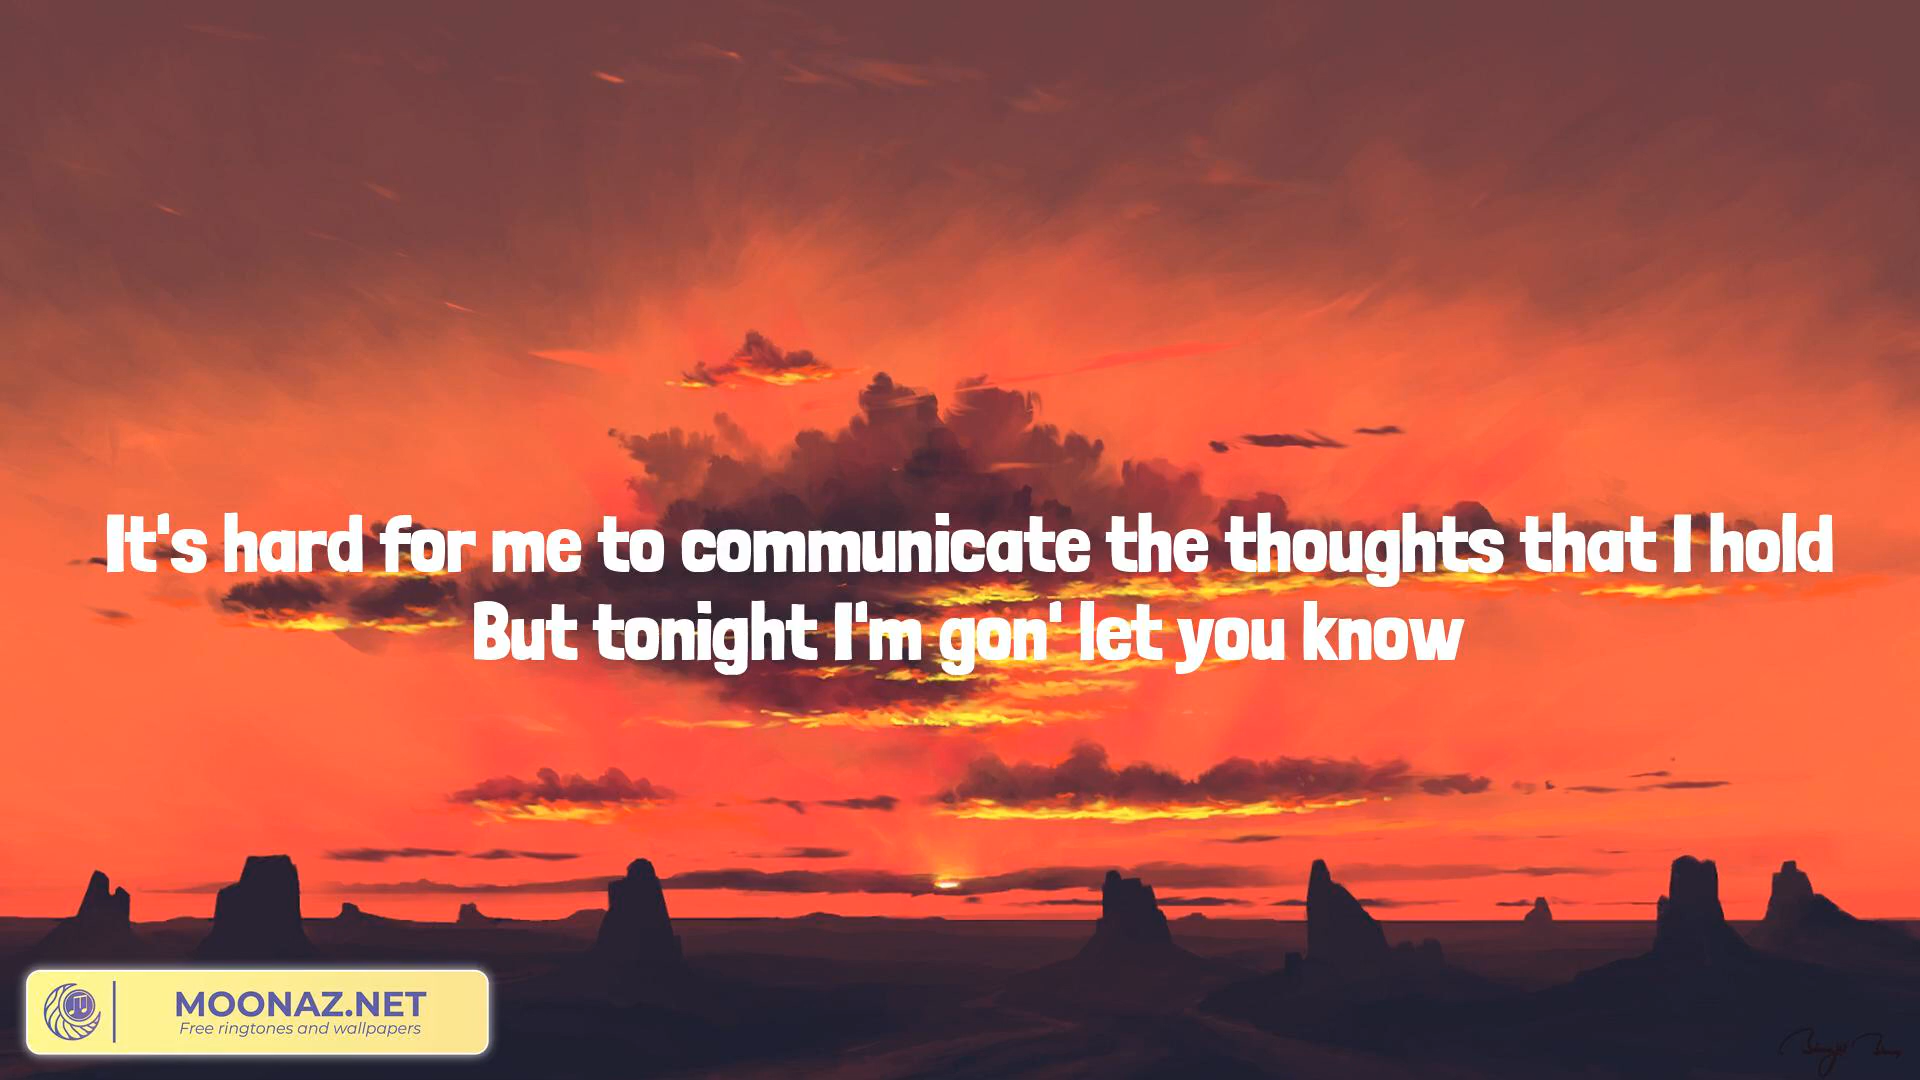 It's hard for me to communicate the thoughts that I hold
But tonight I'm gon' let you know
MOONAZ.NET
Free ringtones and wallpapers